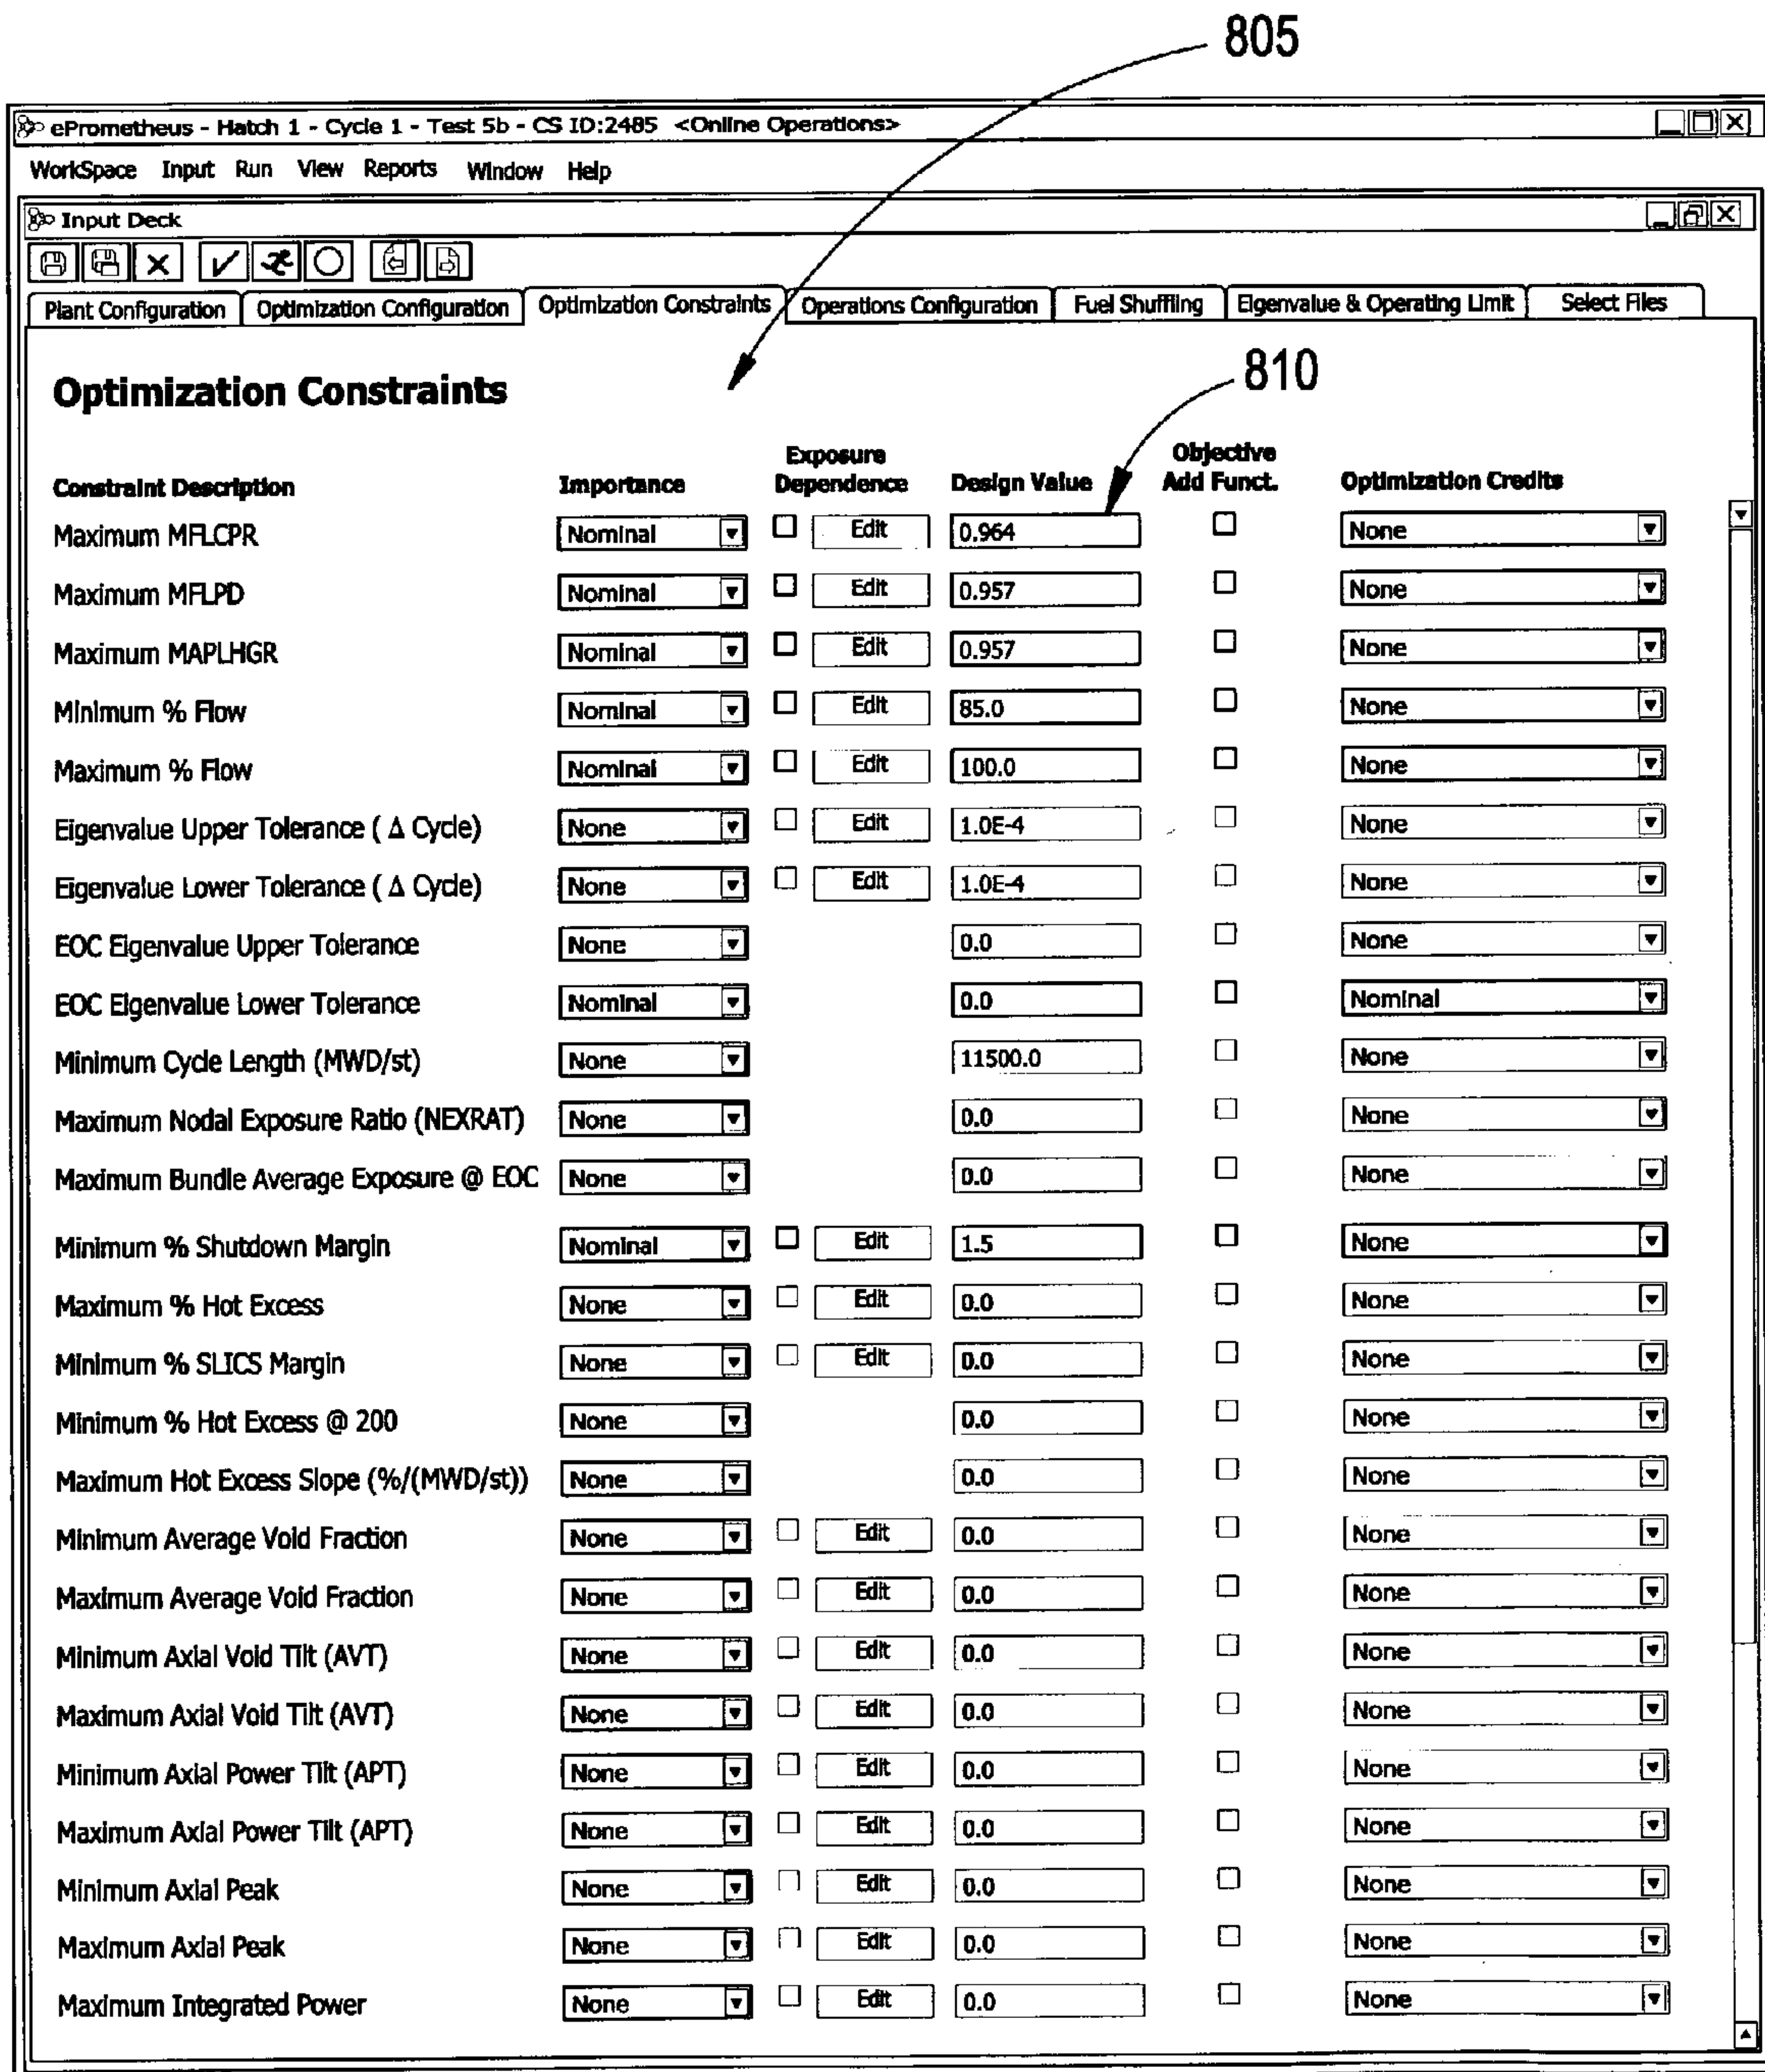 805
ePrometheus - Hatch 1 - Cycle 1 - Test 5b - CS ID:2485 <Online Operations>
WorkSpace Input Run View Reports Window Help
Input Deck
Plant Configuration Optimization Configuration Optimization Constraints Operations Configuration Fuel Shuffling Eigenvalue & Operating Limit Select Files
810
Optimization Constraints
Constraint Description Importance Exposure Dependence Design Value Objective Add Funct. Optimization Credits
Maximum MFLCPR Nominal Edit 0.964 None
Maximum MFLPD Nominal Edit 0.957 None
Maximum MAPLHGR Nominal Edit 0.957 None
Minimum % Flow Nominal Edit 85.0 None
Maximum % Flow Nominal Edit 100.0 None
Eigenvalue Upper Tolerance ( Δ Cycle) None Edit 1.0E-4 None
Eigenvalue Lower Tolerance ( Δ Cycle) None Edit 1.0E-4 None
EOC Eigenvalue Upper Tolerance None 0.0 None
EOC Eigenvalue Lower Tolerance Nominal 0.0 Nominal
Minimum Cycle Length (MWD/st) None 11500.0 None
Maximum Nodal Exposure Ratio (NEXRAT) None 0.0 None
Maximum Bundle Average Exposure @ EOC None 0.0 None
Minimum % Shutdown Margin Nominal Edit 1.5 None
Maximum % Hot Excess None Edit 0.0 None
Minimum % SLICS Margin None Edit 0.0 None
Minimum % Hot Excess @ 200 None 0.0 None
Maximum Hot Excess Slope (%/(MWD/st)) None 0.0 None
Minimum Average Void Fraction None Edit 0.0 None
Maximum Average Void Fraction None Edit 0.0 None
Minimum Axial Void Tilt (AVT) None Edit 0.0 None
Maximum Axial Void Tilt (AVT) None Edit 0.0 None
Minimum Axial Power Tilt (APT) None Edit 0.0 None
Maximum Axial Power Tilt (APT) None Edit 0.0 None
Minimum Axial Peak None Edit 0.0 None
Maximum Axial Peak None Edit 0.0 None
Maximum Integrated Power None Edit 0.0 None